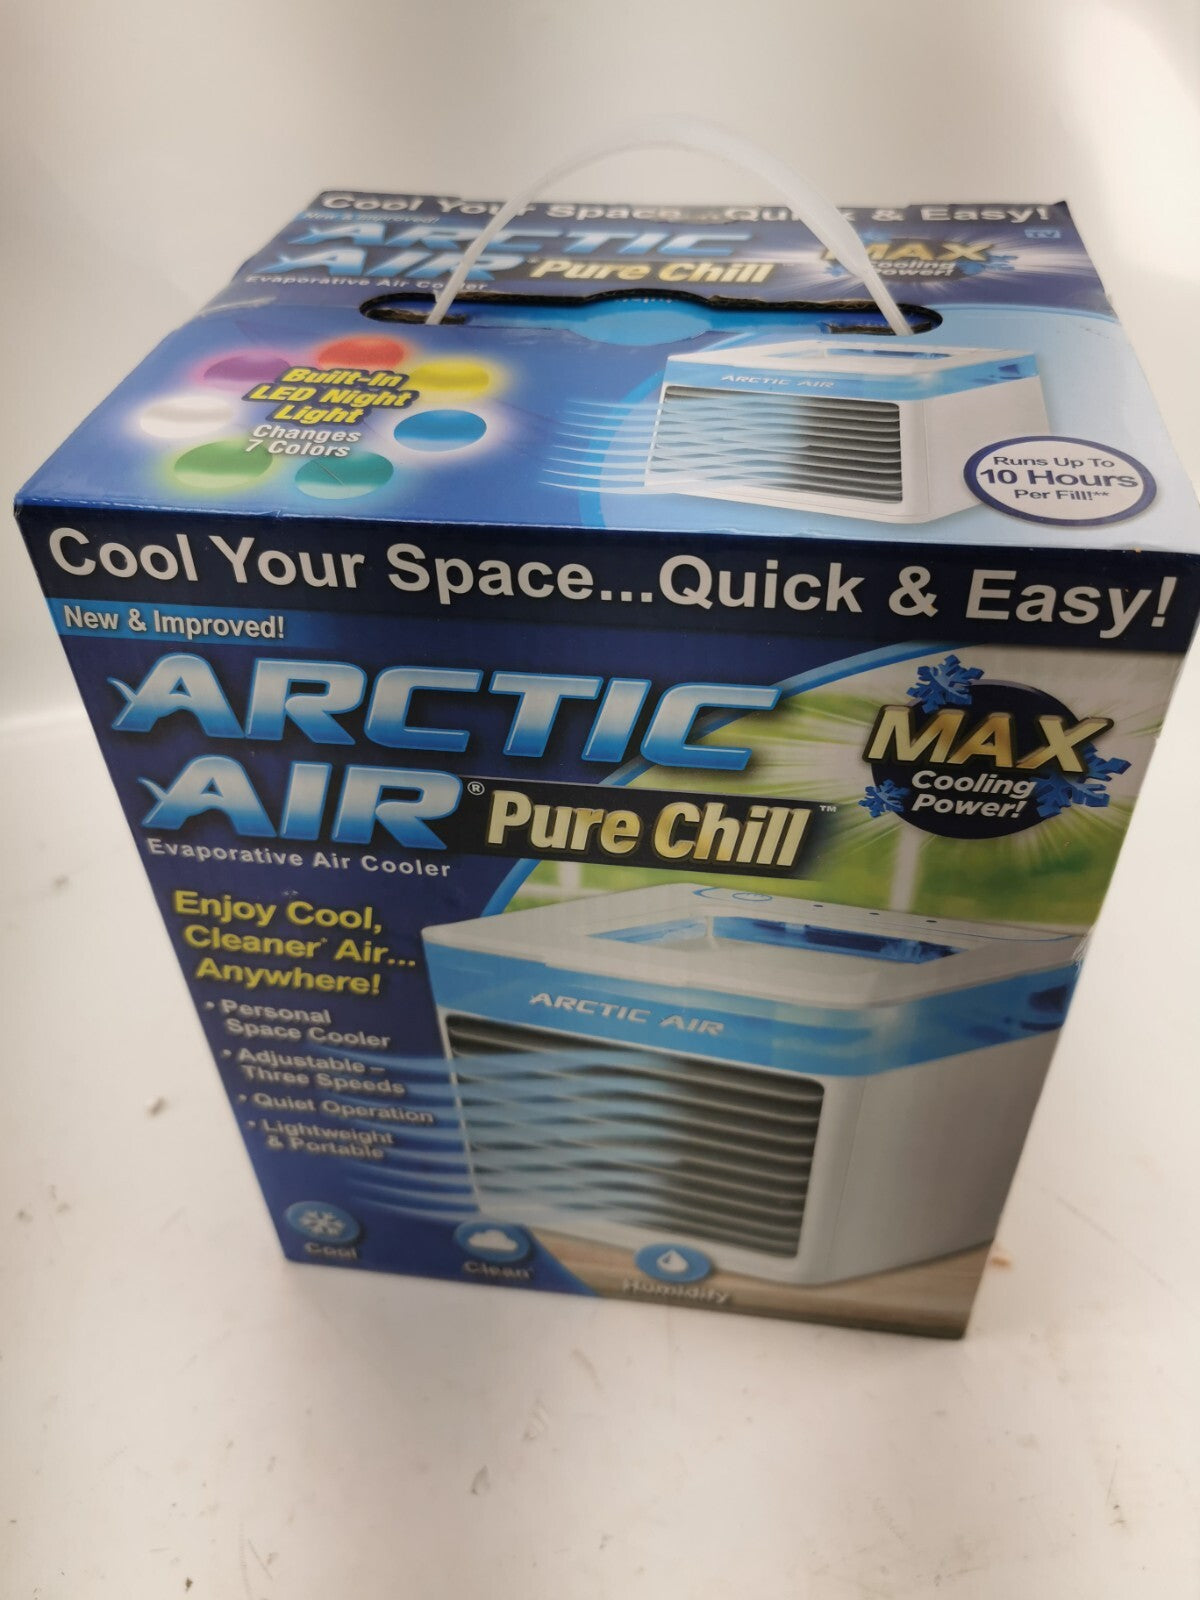 Cool Your Space...Quick & Easy!
New & Improved!
ARCTIC
AIR® Pure Chill
Evaporative Air Cooler
MAX
Cooling
Power!
TV
Built-In
LED Night
Light
Changes
7 Colors
ARCTIC AIR
Runs Up To
10 Hours
Per Fill!**
Cool Your Space...Quick & Easy!
New & Improved!
ARCTIC
AIR® Pure Chill™
Evaporative Air Cooler
MAX
Cooling
Power!
Enjoy Cool,
Cleaner* Air...
Anywhere!
• Personal
Space Cooler
• Adjustable –
Three Speeds
• Quiet Operation
• Lightweight
& Portable
ARCTIC AIR
Cool
Clean*
Humidity